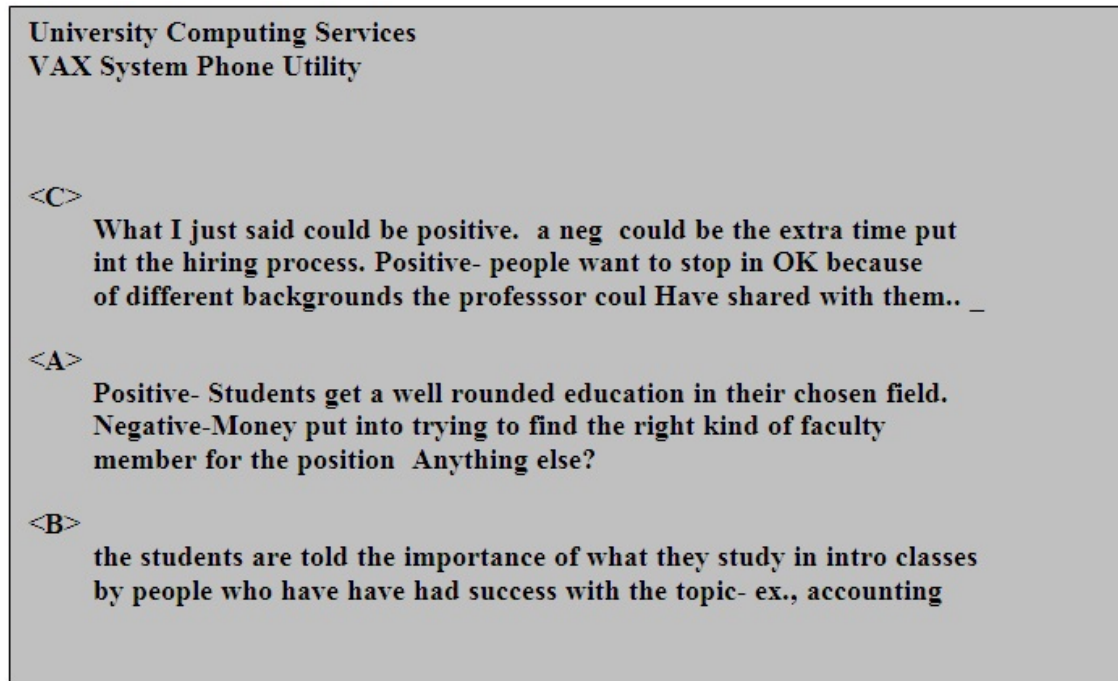 University Computing Services
VAX System Phone Utility
<C>
What I just said could be positive.  a neg  could be the extra time put
int the hiring process. Positive- people want to stop in OK because
of different backgrounds the professsor coul Have shared with them.. _
<A>
Positive- Students get a well rounded education in their chosen field.
Negative-Money put into trying to find the right kind of faculty
member for the position  Anything else?
<B>
the students are told the importance of what they study in intro classes
by people who have have had success with the topic- ex., accounting